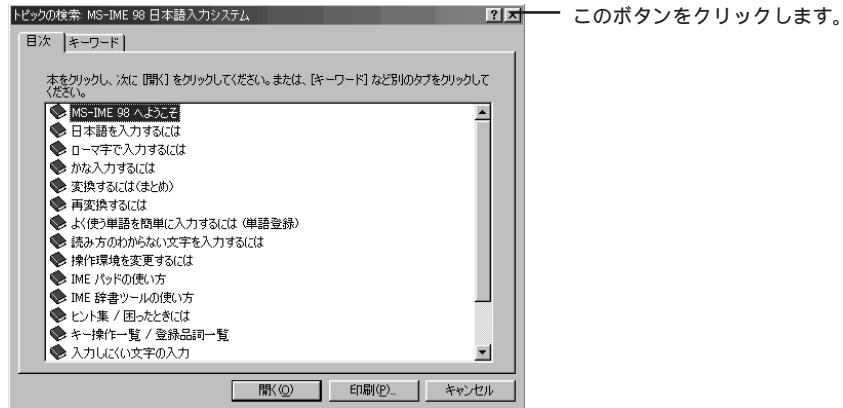 トピックの検索: MS-IME 98 日本語入力システム
このボタンをクリックします。
目次 キーワード
本をクリックし、次に [開く] をクリックしてください。または、[キーワード] など別のタブをクリックして
ください。
MS-IME 98 へようこそ
日本語を入力するには
ローマ字で入力するには
かな入力するには
変換するには(まとめ)
再変換するには
よく使う単語を簡単に入力するには (単語登録)
読み方のわからない文字を入力するには
操作環境を変更するには
IME パッドの使い方
IME 辞書ツールの使い方
ヒント集 / 困ったときには
キー操作一覧 / 登録品詞一覧
入力しにくい文字の入力
開く(O) 印刷(P)... キャンセル